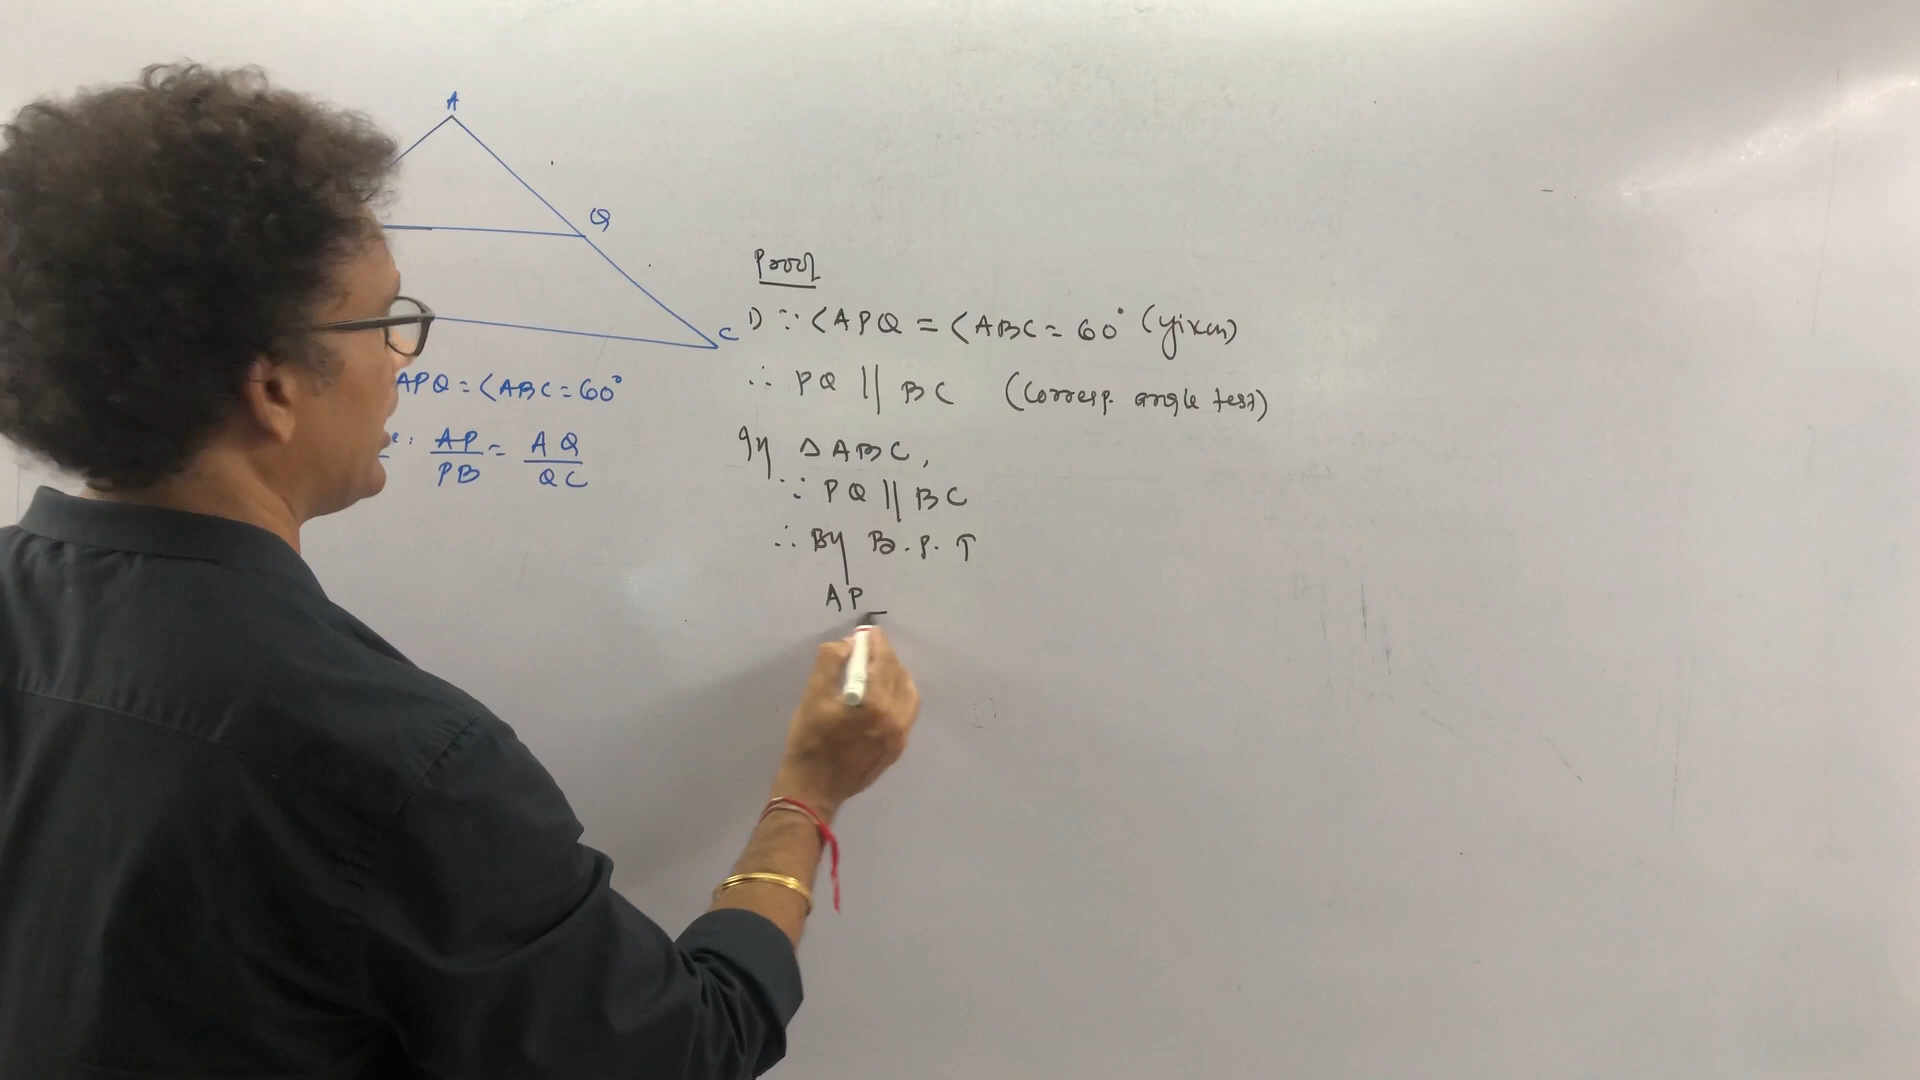 A
Q
C
APQ = ∠ABC = 60°
AP/PB = AQ/QC
Proof
1) ∵ ∠APQ = ∠ABC = 60° (given)
∴ PQ || BC (Corresp. angle test)
In △ABC,
∵ PQ || BC
∴ By B.P.T
AP